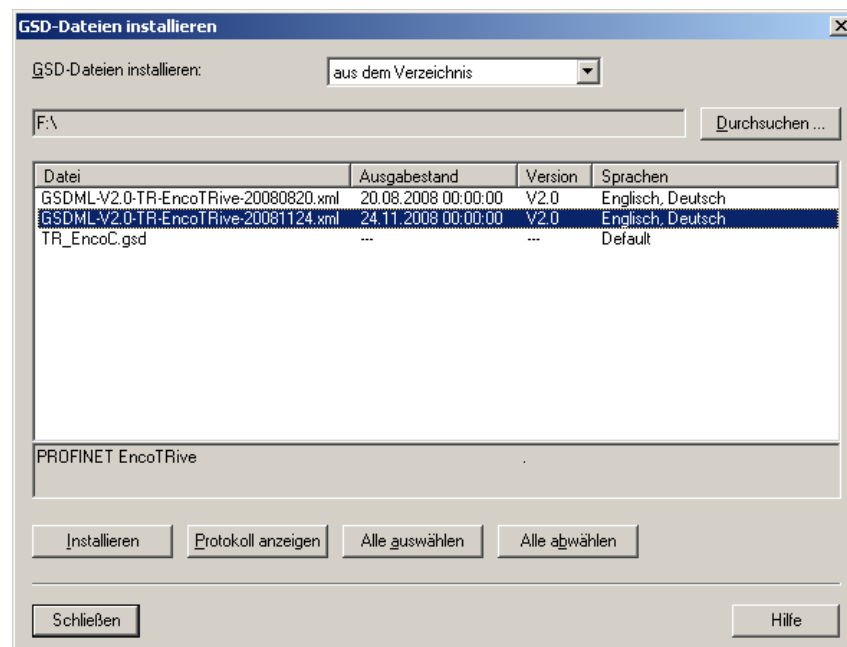 GSD-Dateien installieren
GSD-Dateien installieren: aus dem Verzeichnis
F:\ Durchsuchen ...
Datei Ausgabestand Version Sprachen
GSDML-V2.0-TR-EncoTRive-20080820.xml 20.08.2008 00:00:00 V2.0 Englisch, Deutsch
GSDML-V2.0-TR-EncoTRive-20081124.xml 24.11.2008 00:00:00 V2.0 Englisch, Deutsch
TR_EncoC.gsd --- --- Default
PROFINET EncoTRive .
Installieren Protokoll anzeigen Alle auswählen Alle abwählen
Schließen Hilfe